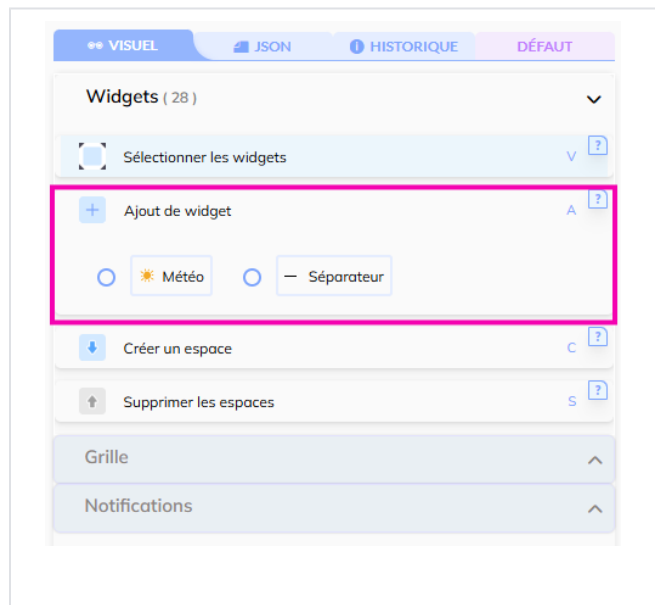 VISUEL JSON HISTORIQUE DÉFAUT
Widgets ( 28 )
Sélectionner les widgets V ?
Ajout de widget A ?
Météo Séparateur
Créer un espace C ?
Supprimer les espaces S ?
Grille
Notifications